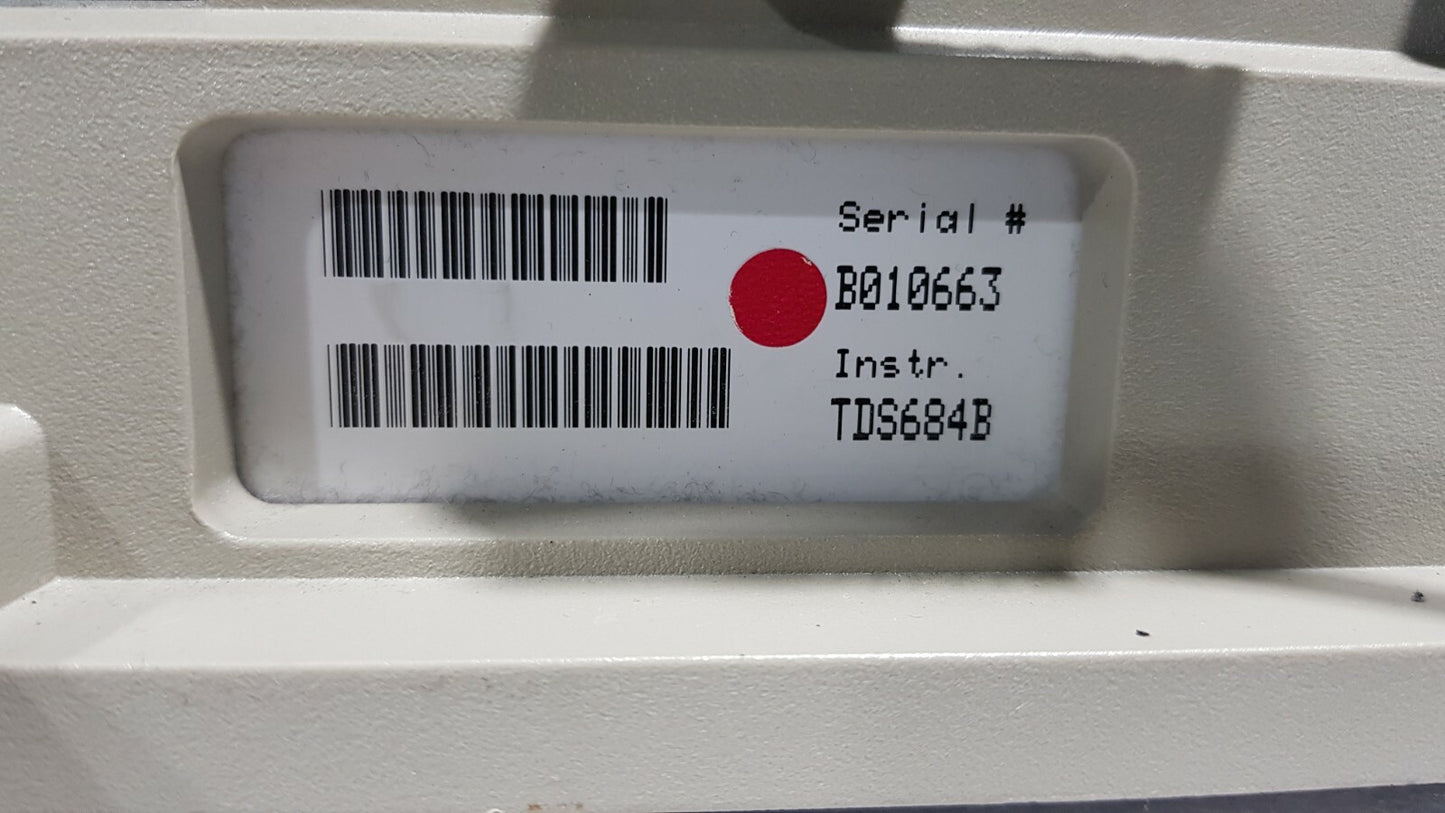 Serial #
B010663
Instr.
TDS684B